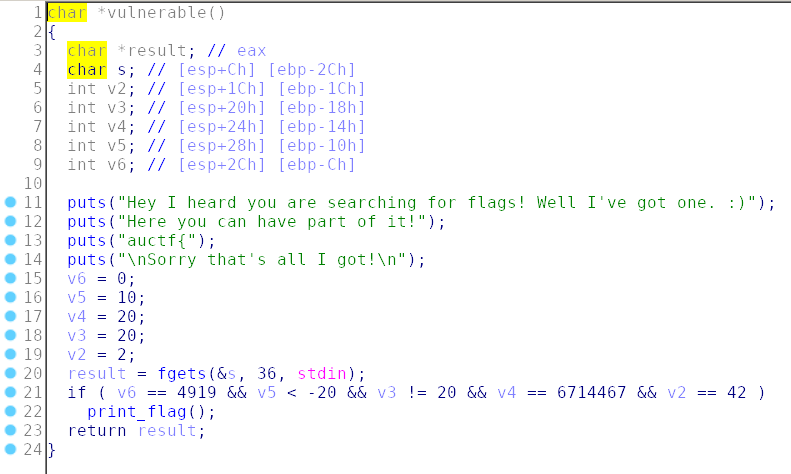 1 char *vulnerable()
2 {
3 char *result; // eax
4 char s; // [esp+Ch] [ebp-2Ch]
5 int v2; // [esp+1Ch] [ebp-1Ch]
6 int v3; // [esp+20h] [ebp-18h]
7 int v4; // [esp+24h] [ebp-14h]
8 int v5; // [esp+28h] [ebp-10h]
9 int v6; // [esp+2Ch] [ebp-Ch]
10
11 puts("Hey I heard you are searching for flags! Well I've got one. :)");
12 puts("Here you can have part of it!");
13 puts("auctf{");
14 puts("\nSorry that's all I got!\n");
15 v6 = 0;
16 v5 = 10;
17 v4 = 20;
18 v3 = 20;
19 v2 = 2;
20 result = fgets(&s, 36, stdin);
21 if ( v6 == 4919 && v5 < -20 && v3 != 20 && v4 == 6714467 && v2 == 42 )
22 print_flag();
23 return result;
24 }